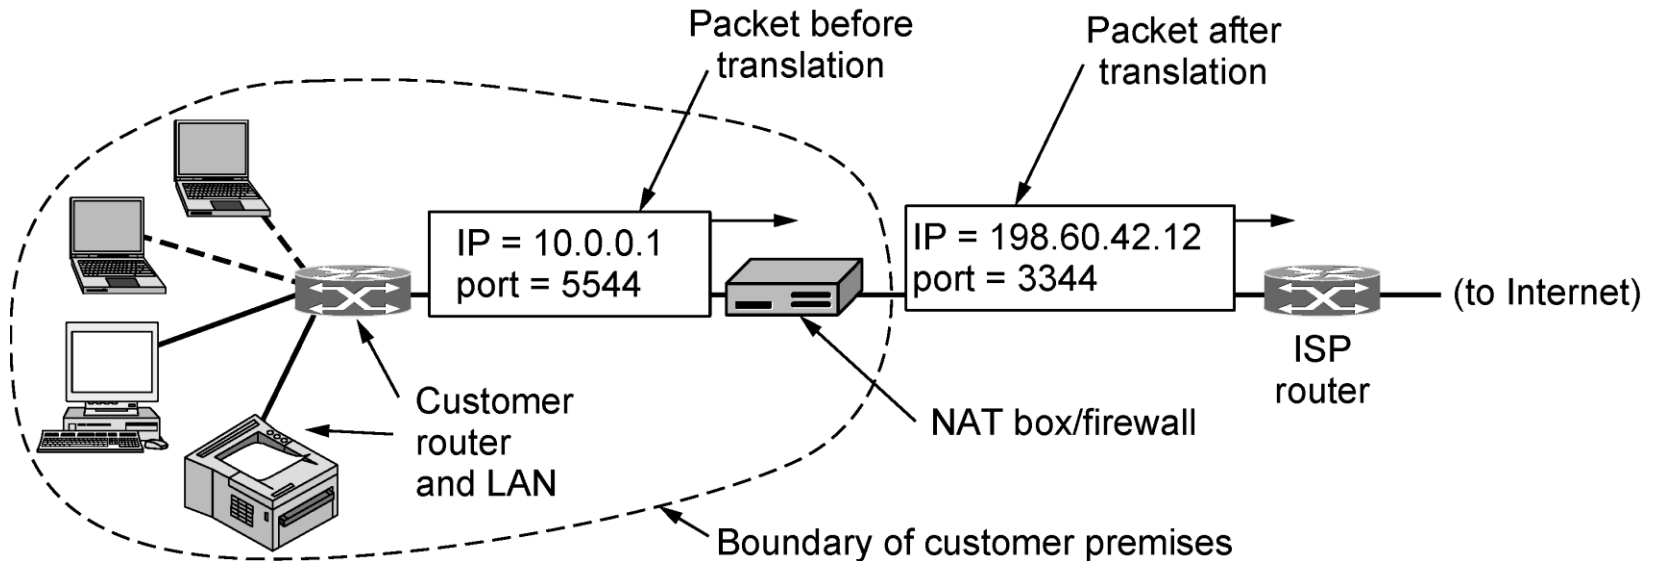 Packet before
translation
Packet after
translation
IP = 10.0.0.1
port = 5544
IP = 198.60.42.12
port = 3344
(to Internet)
ISP
router
Customer
router
and LAN
NAT box/firewall
Boundary of customer premises